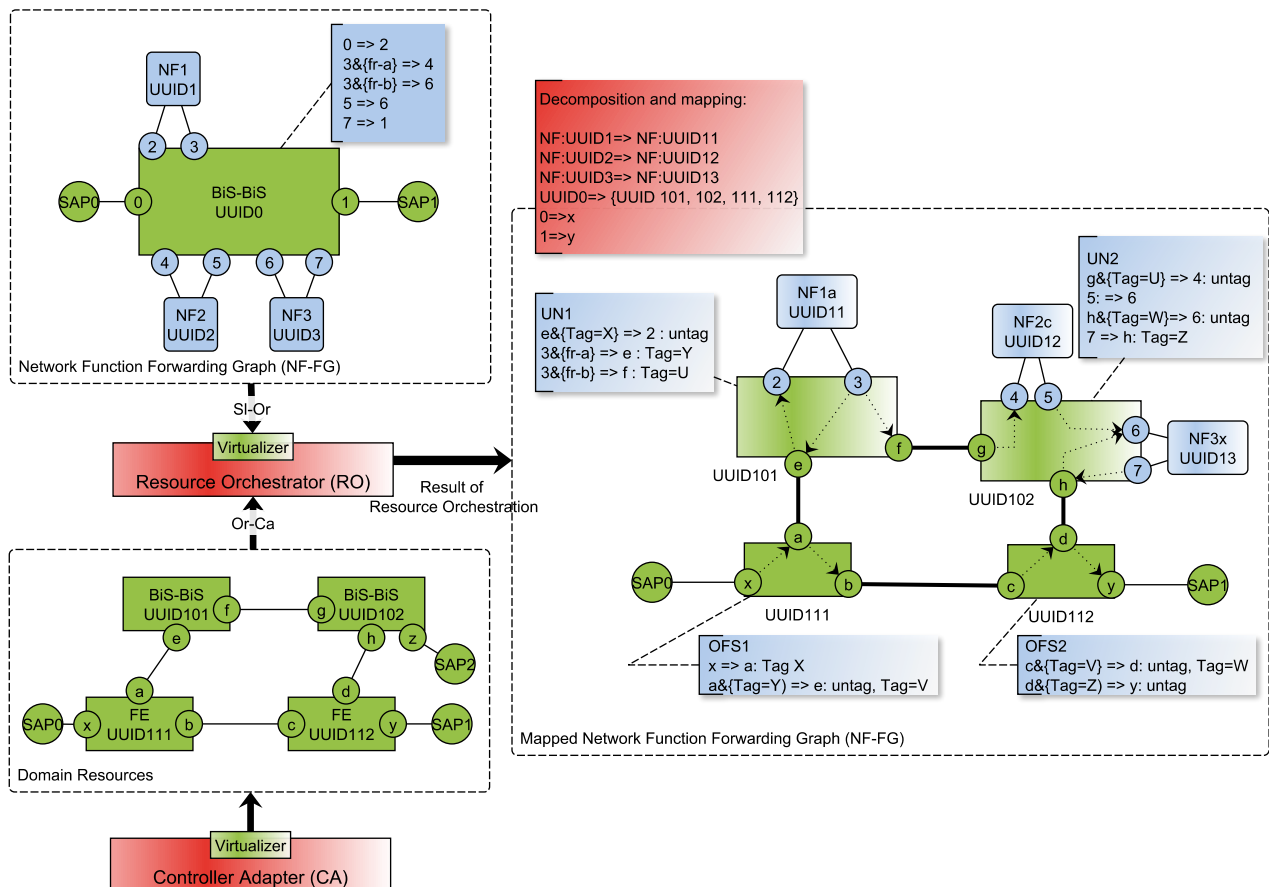 0 => 2
3&{fr-a} => 4
3&{fr-b} => 6
5 => 6
7 => 1
NF1
UUID1
2
3
SAP0
0
BiS-BiS
UUID0
1
SAP1
4
5
6
7
NF2
UUID2
NF3
UUID3
Network Function Forwarding Graph (NF-FG)
Sl-Or
Virtualizer
Resource Orchestrator (RO)
Result of
Resource Orchestration
Or-Ca
BiS-BiS
UUID101
f
e
BiS-BiS
UUID102
g
h
z
SAP2
a
d
SAP0
x
FE
UUID111
b
c
FE
UUID112
y
SAP1
Domain Resources
Virtualizer
Controller Adapter (CA)
Decomposition and mapping:
NF:UUID1=> NF:UUID11
NF:UUID2=> NF:UUID12
NF:UUID3=> NF:UUID13
UUID0=> {UUID 101, 102, 111, 112}
0=>x
1=>y
UN1
e&{Tag=X} => 2 : untag
3&{fr-a} => e : Tag=Y
3&{fr-b} => f : Tag=U
NF1a
UUID11
NF2c
UUID12
UN2
g&{Tag=U} => 4: untag
5: => 6
h&{Tag=W}=> 6: untag
7 => h: Tag=Z
2
3
4
5
6
7
NF3x
UUID13
f
g
e
h
UUID101
UUID102
a
d
SAP0
x
b
c
y
SAP1
UUID111
UUID112
OFS1
x => a: Tag X
a&{Tag=Y) => e: untag, Tag=V
OFS2
c&{Tag=V} => d: untag, Tag=W
d&{Tag=Z) => y: untag
Mapped Network Function Forwarding Graph (NF-FG)